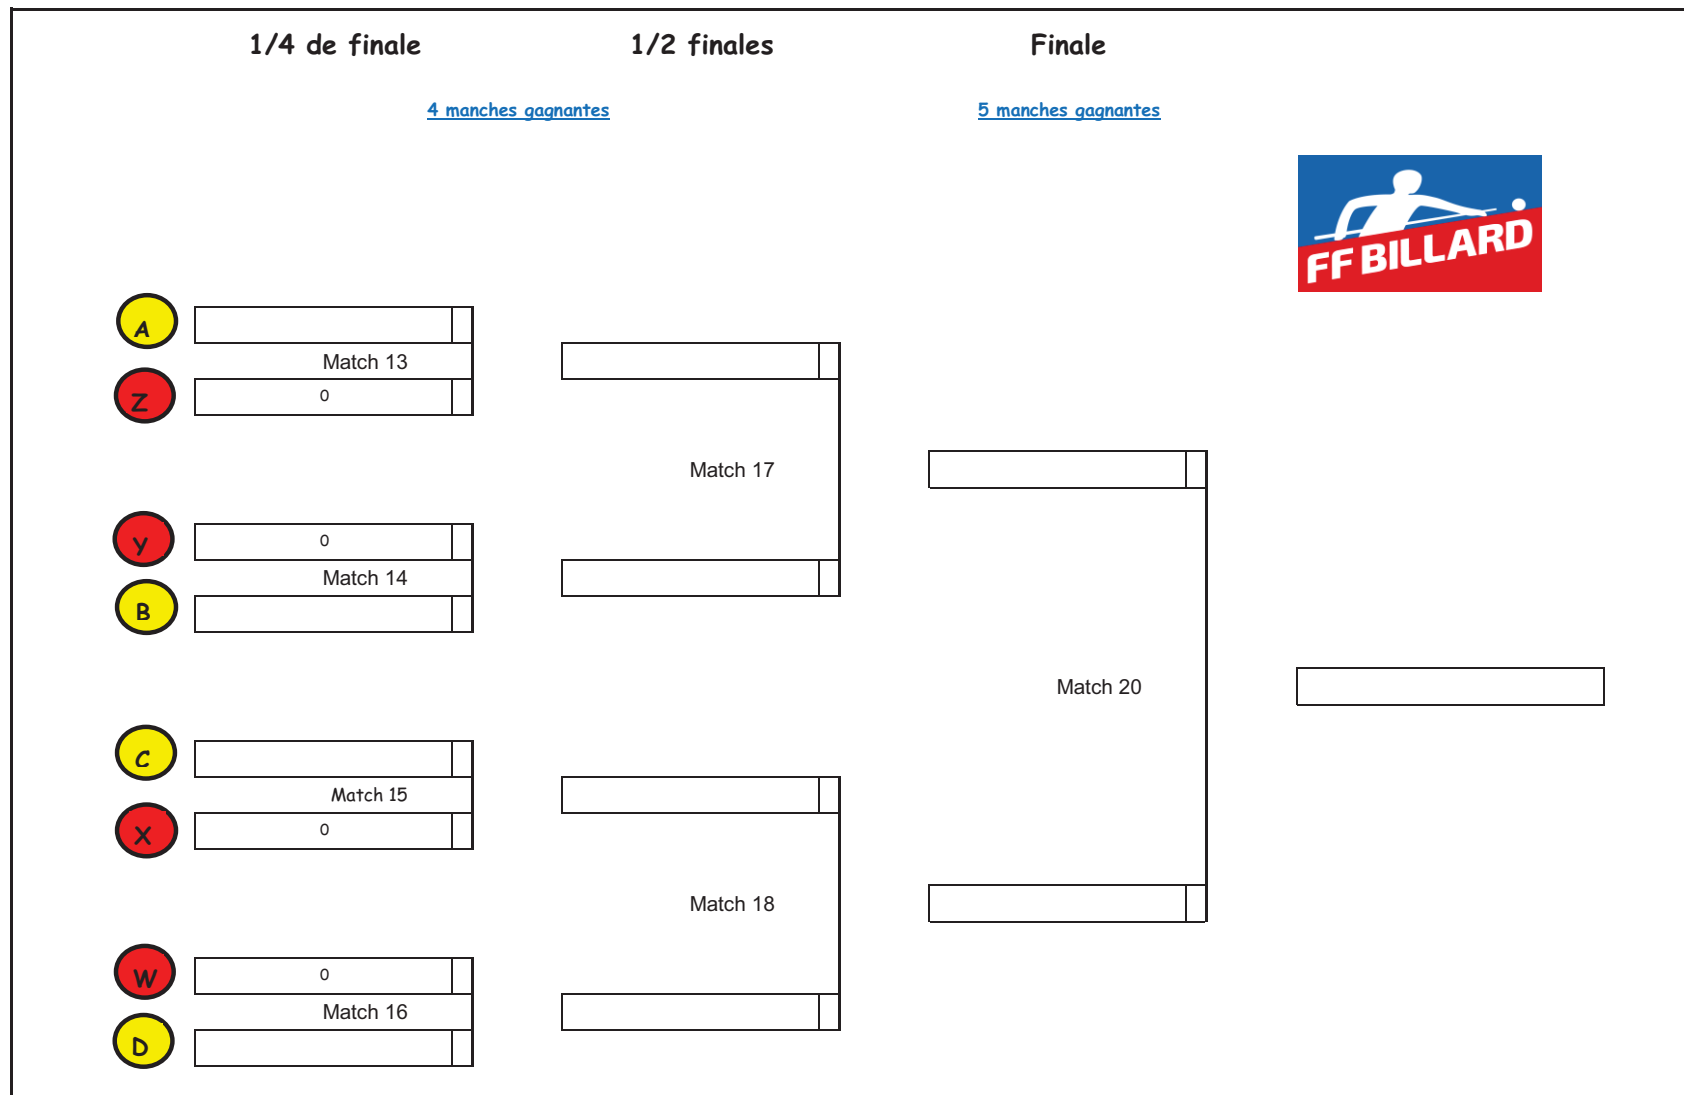 1/4 de finale 1/2 finales Finale
4 manches gagnantes 5 manches gagnantes
FF BILLARD
A
Match 13
Z 0
Match 17
Y 0
Match 14
B
Match 20
C
Match 15
X 0
Match 18
W 0
Match 16
D